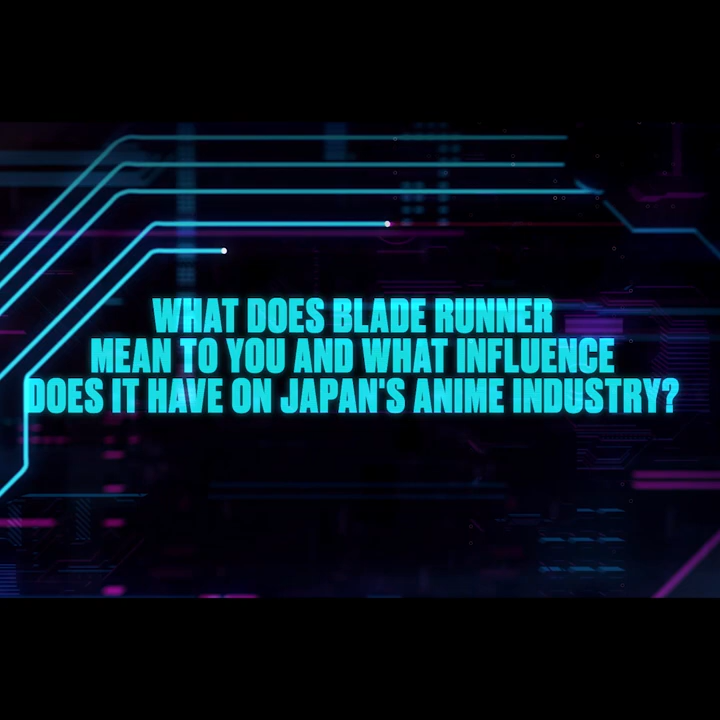 WHAT DOES BLADE RUNNER
MEAN TO YOU AND WHAT INFLUENCE
DOES IT HAVE ON JAPAN'S ANIME INDUSTRY?